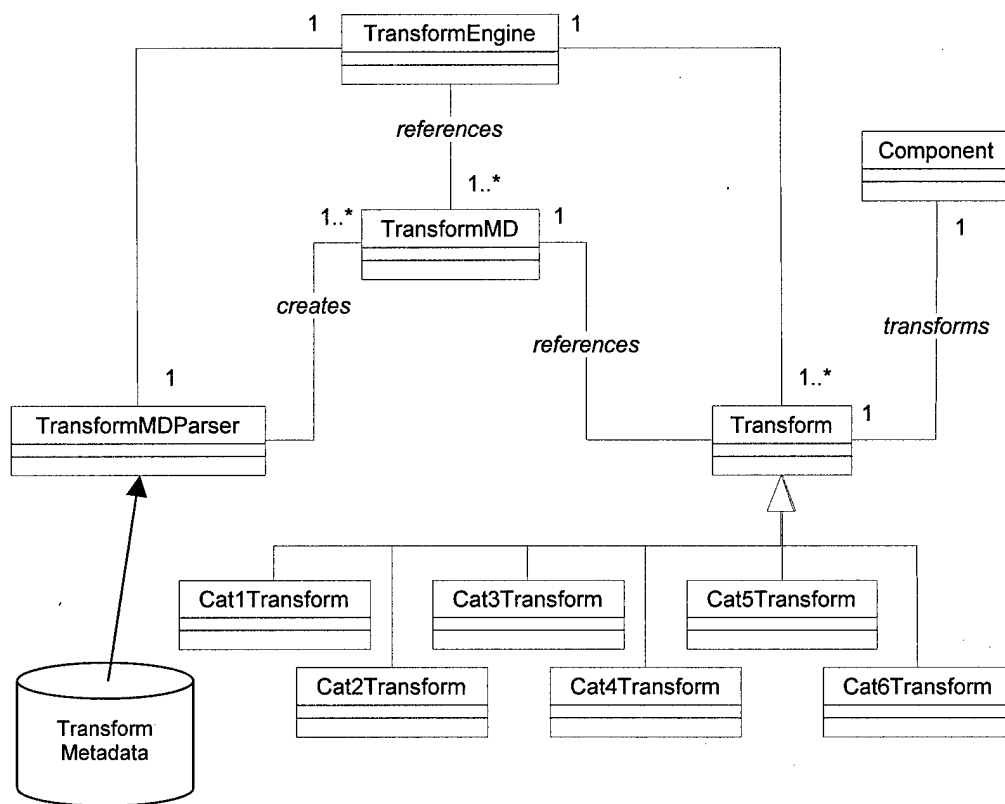 1
TransformEngine
1
references
Component
1..*
1..*
TransformMD
1
1
creates
transforms
references
1
1..*
TransformMDParser
Transform
1
Cat1Transform
Cat3Transform
Cat5Transform
Cat2Transform
Cat4Transform
Cat6Transform
Transform
Metadata